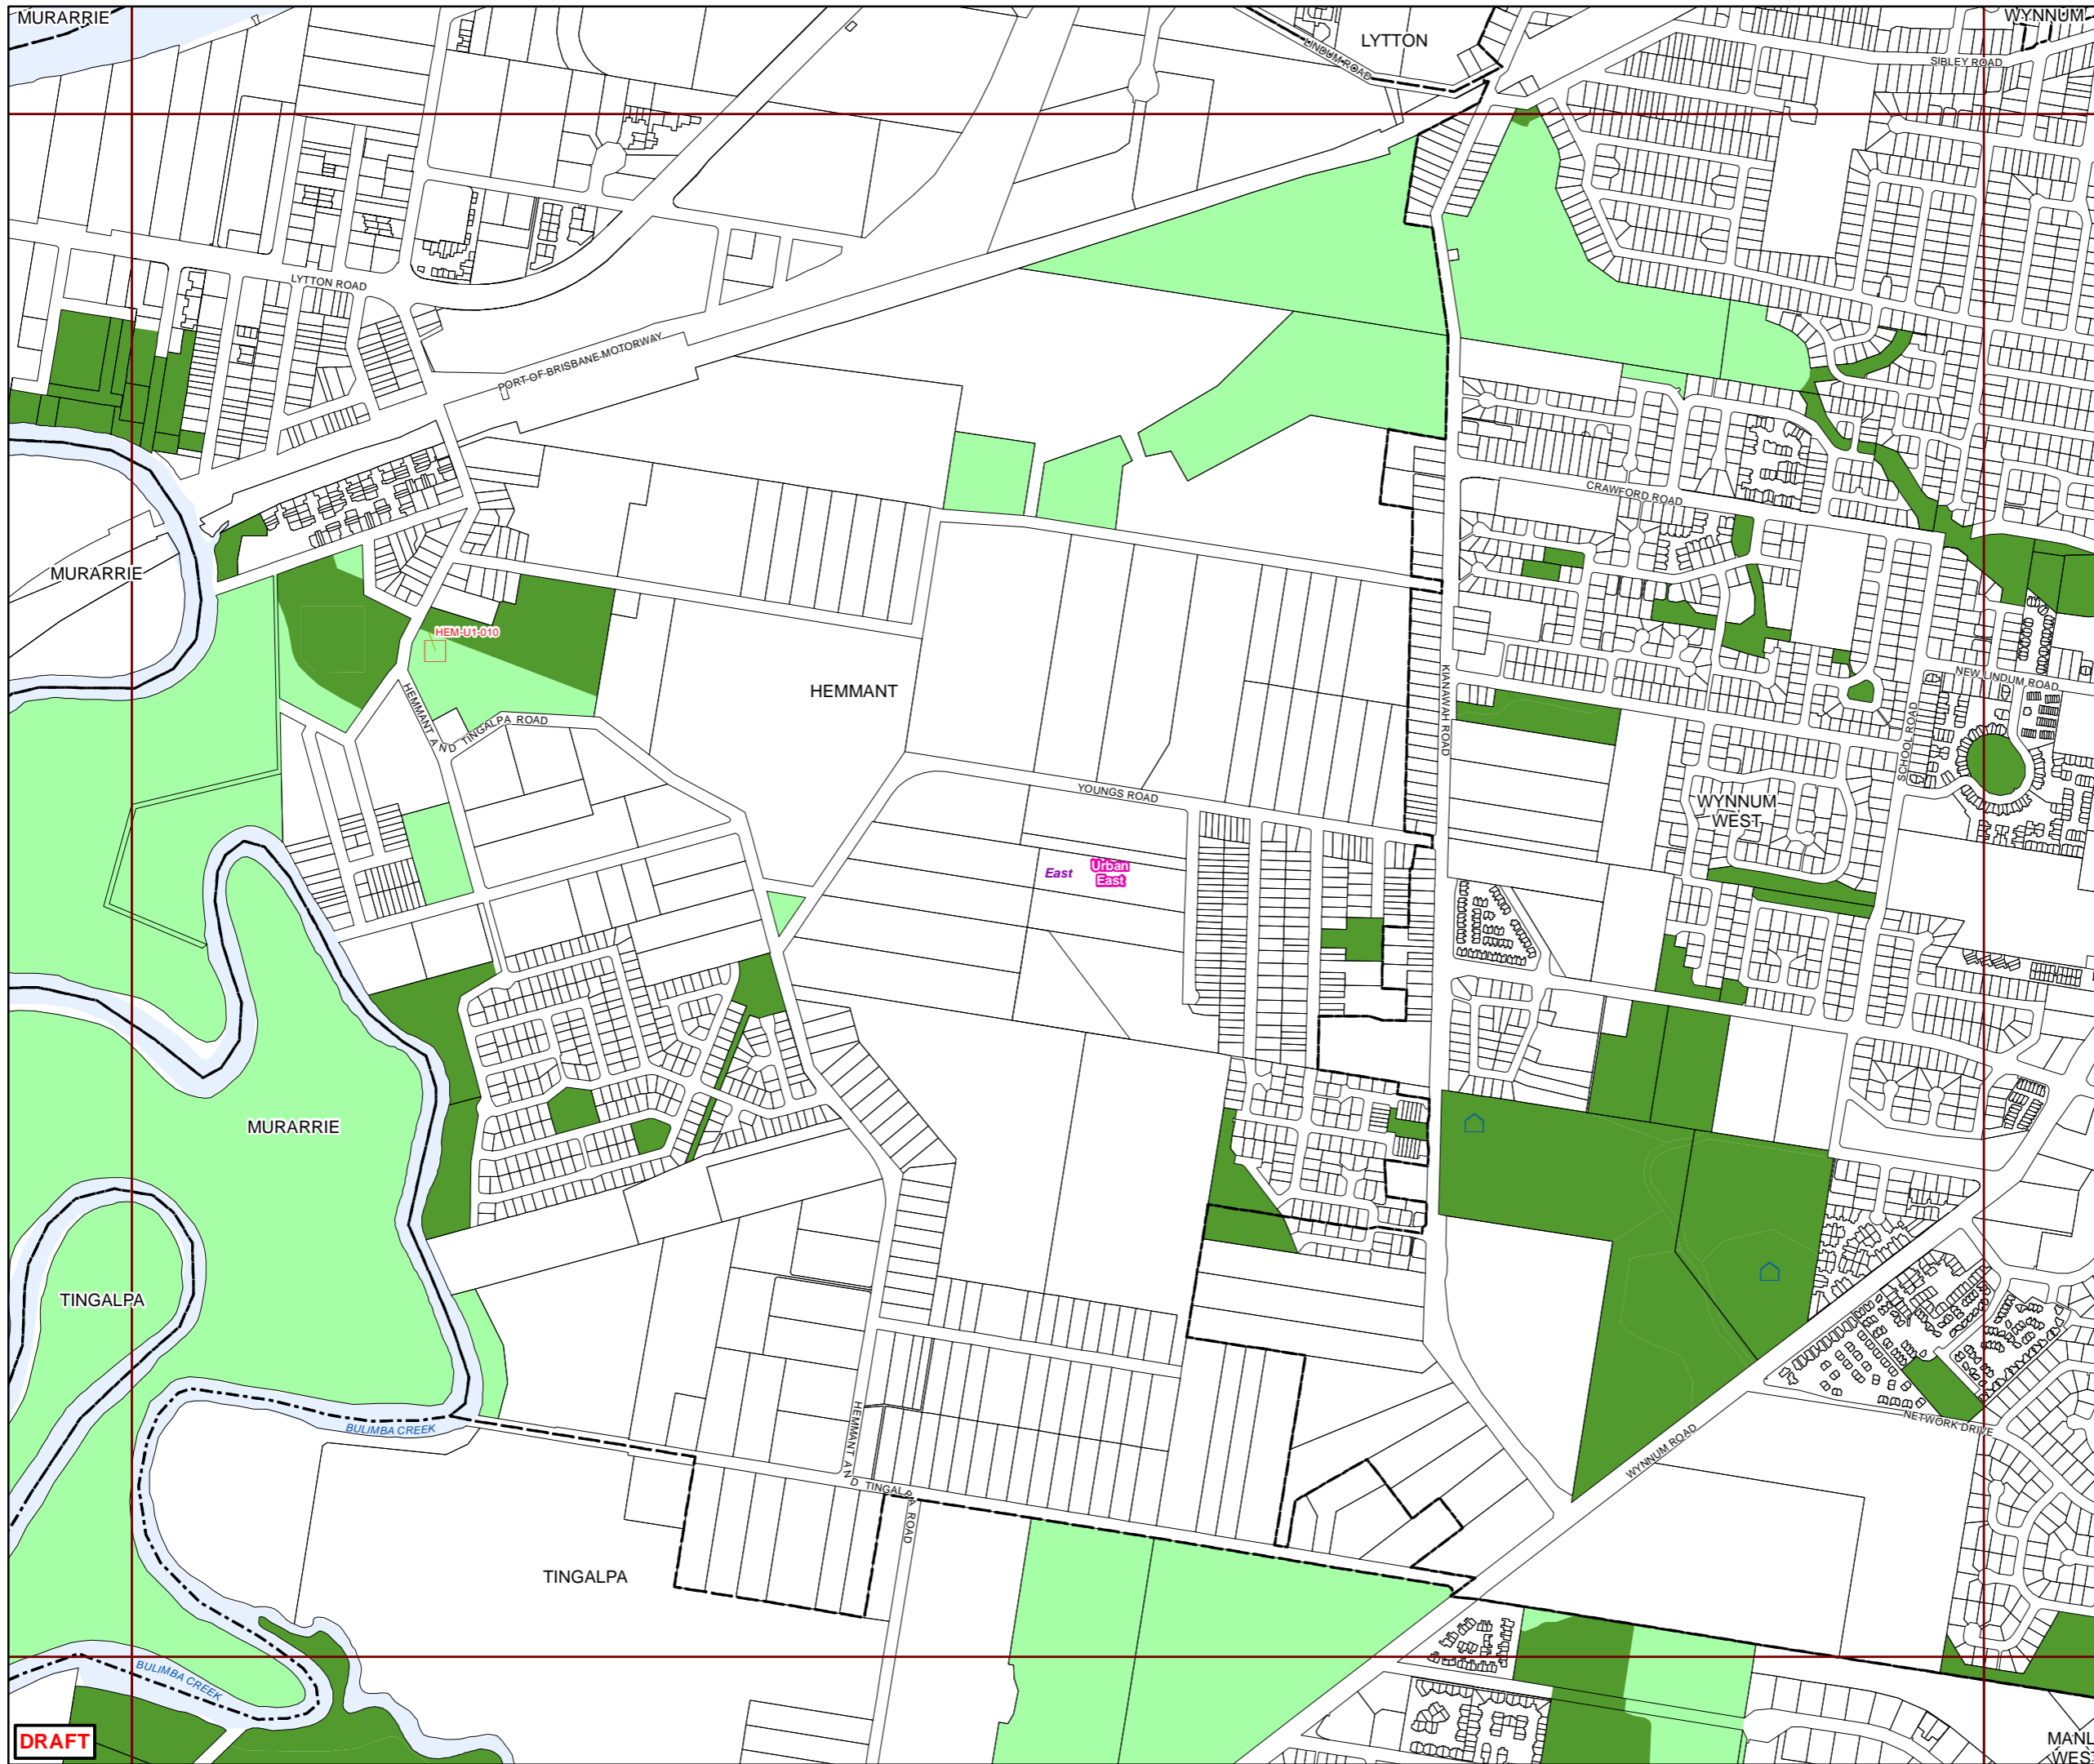 MURARRIE
WYNNUM
LYTTON
LINDUM ROAD
SIBLEY ROAD
LYTTON ROAD
PORT OF BRISBANE MOTORWAY
CRAWFORD ROAD
MURARRIE
HEM-U1-010
HEMMANT
KIANAWAH ROAD
NEW LINDUM ROAD
HEMMANT AND TINGALPA ROAD
SCHOOL ROAD
YOUNGS ROAD
WYNNUM
WEST
East
Urban
East
MURARRIE
TINGALPA
BULIMBA CREEK
HEMMANT AND TINGALPA ROAD
NETWORK DRIVE
WYNNUM ROAD
TINGALPA
BULIMBA CREEK
DRAFT
MANL
WES